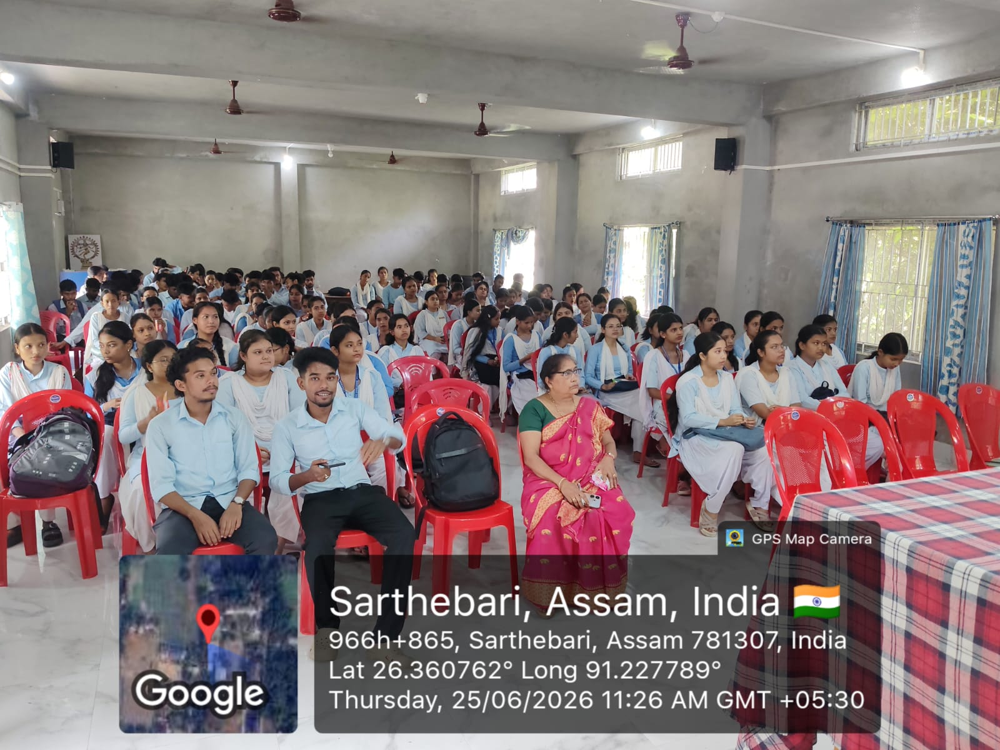 GPS Map Camera
Sarthebari, Assam, India 🇮🇳
966h+865, Sarthebari, Assam 781307, India
Lat 26.360762° Long 91.227789°
Thursday, 25/06/2026 11:26 AM GMT +05:30
Google